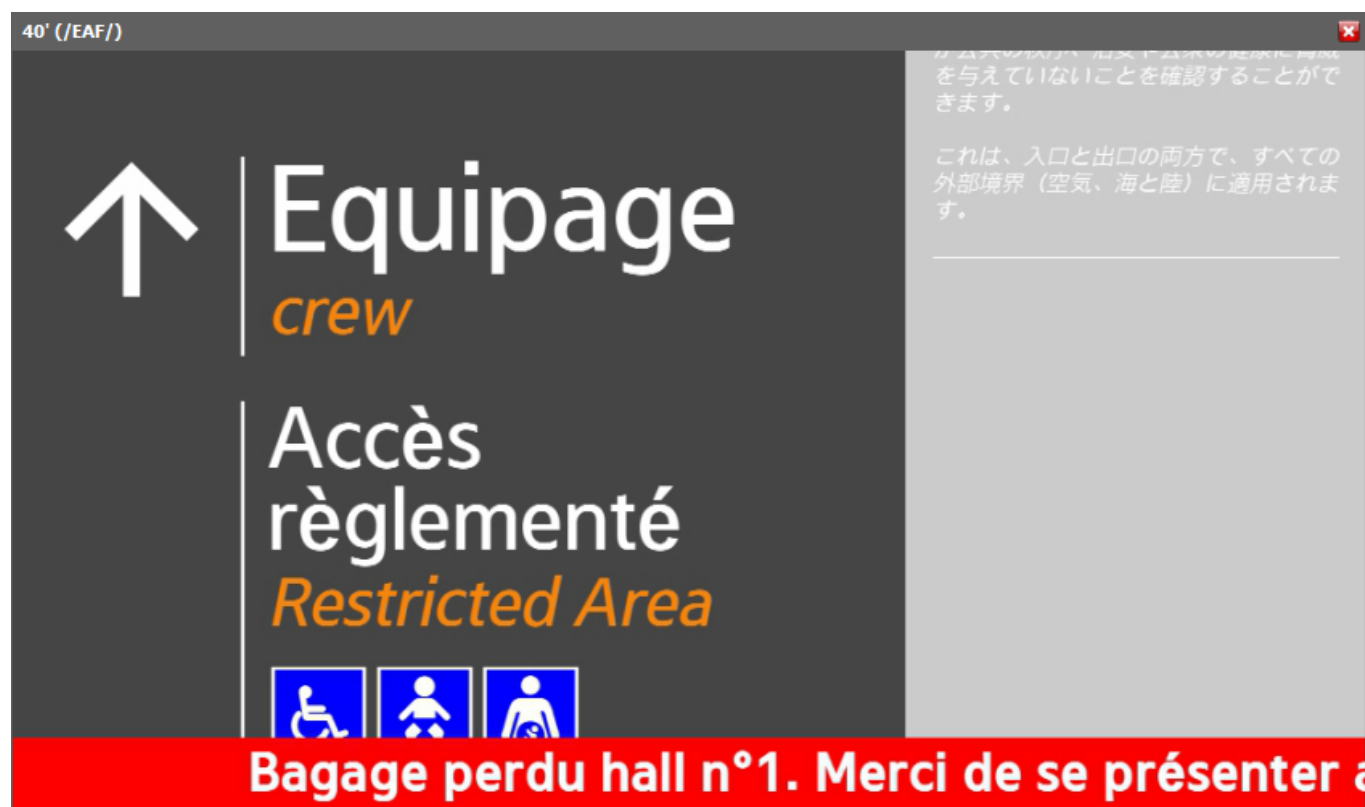 40' (/EAF/)
Equipage
crew
Accès
règlementé
Restricted Area
を与えていないことを確認することがで
きます。
これは、入口と出口の両方で、すべての
外部境界（空気、海と陸）に適用されま
す。
Bagage perdu hall n°1. Merci de se présenter a